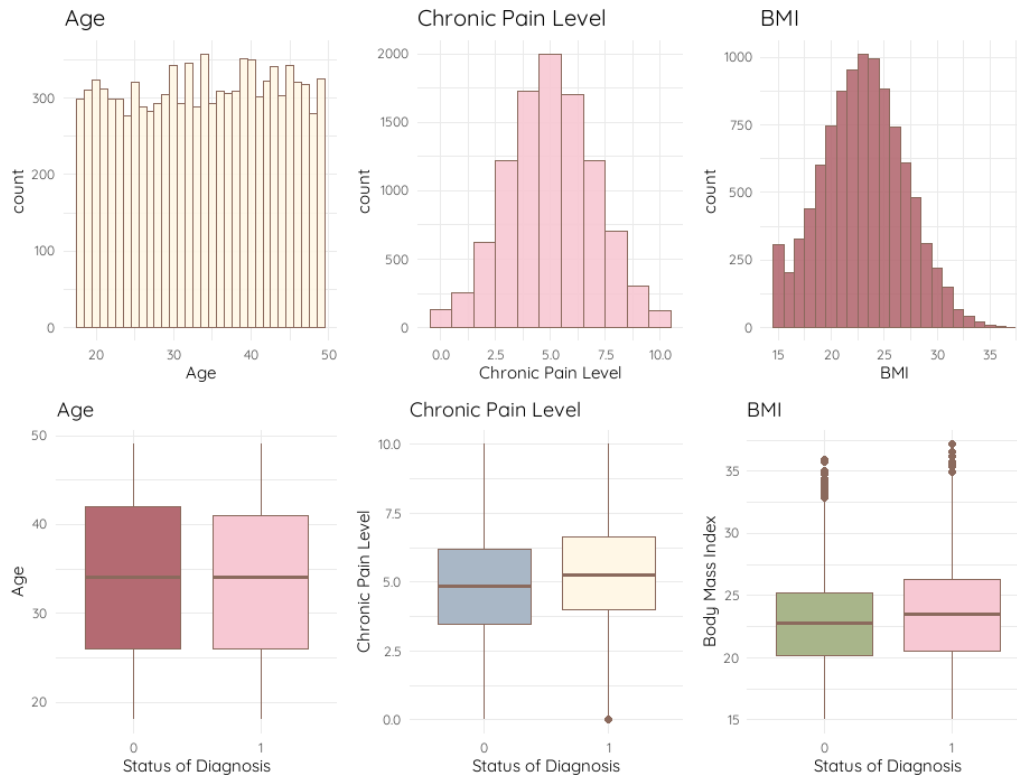 Age
count
300
200
100
0
20 30 40 50
Age
Chronic Pain Level
count
2000
1500
1000
500
0
0.0 2.5 5.0 7.5 10.0
Chronic Pain Level
BMI
count
1000
750
500
250
0
15 20 25 30 35
BMI
Age
Age
50
40
30
20
0 1
Status of Diagnosis
Chronic Pain Level
Chronic Pain Level
10.0
7.5
5.0
2.5
0.0
0 1
Status of Diagnosis
BMI
Body Mass Index
35
30
25
20
15
0 1
Status of Diagnosis